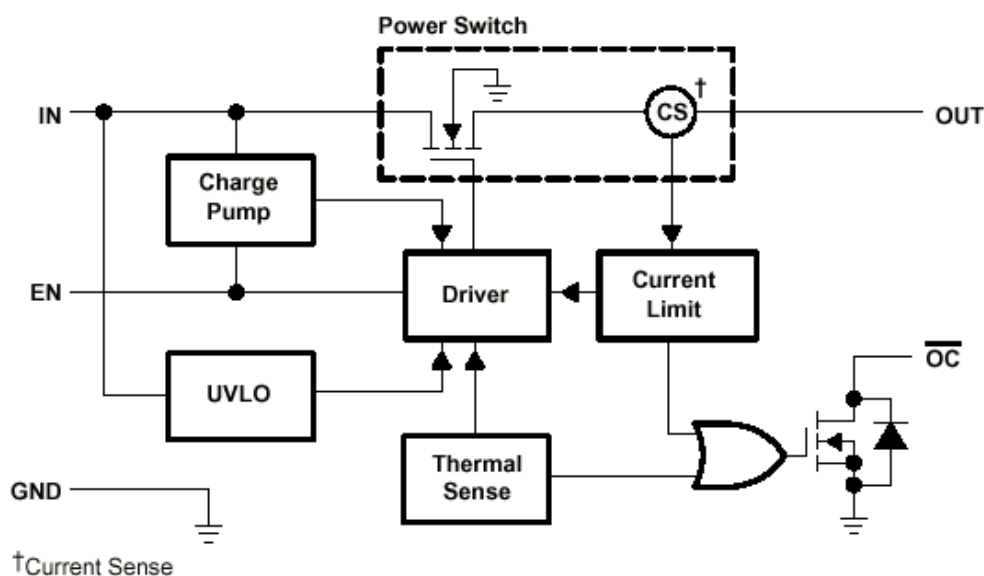 Power Switch
IN
†
CS
OUT
Charge
Pump
EN
Driver
Current
Limit
OC
UVLO
Thermal
Sense
GND
†Current Sense